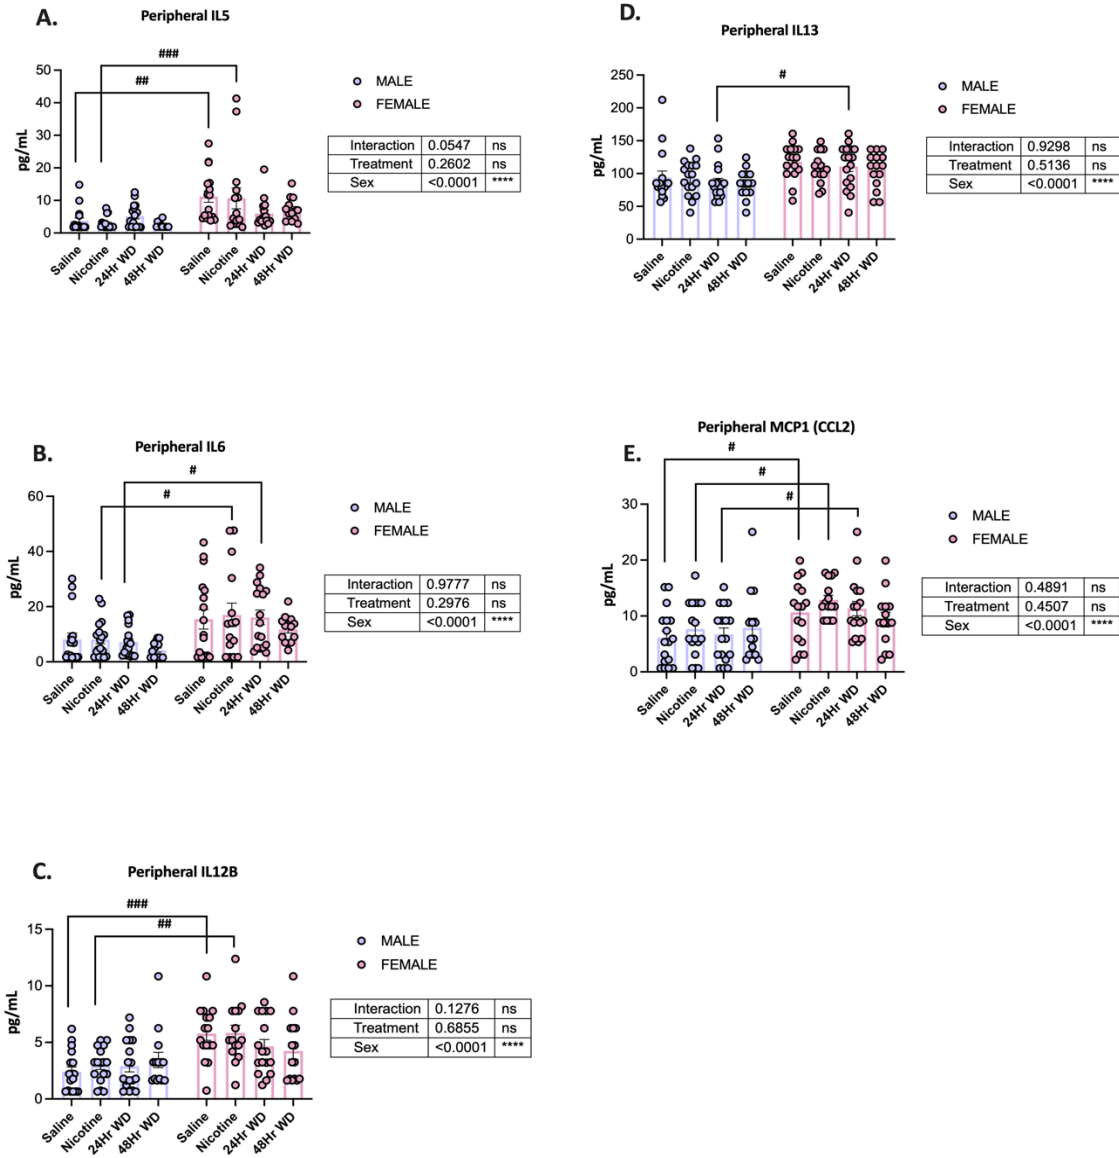 A.
Peripheral IL5
###
##
50
40
30
20
10
0
pg/mL
Saline
Nicotine
24Hr WD
48Hr WD
Saline
Nicotine
24Hr WD
48Hr WD
MALE
FEMALE
Interaction 0.0547 ns
Treatment 0.2602 ns
Sex <0.0001 ****
D.
Peripheral IL13
#
250
200
150
100
50
0
pg/mL
Saline
Nicotine
24Hr WD
48Hr WD
Saline
Nicotine
24Hr WD
48Hr WD
MALE
FEMALE
Interaction 0.9298 ns
Treatment 0.5136 ns
Sex <0.0001 ****
B.
Peripheral IL6
#
#
60
40
20
0
pg/mL
Saline
Nicotine
24Hr WD
48Hr WD
Saline
Nicotine
24Hr WD
48Hr WD
MALE
FEMALE
Interaction 0.9777 ns
Treatment 0.2976 ns
Sex <0.0001 ****
Peripheral MCP1 (CCL2)
E.
#
#
#
30
20
10
0
pg/mL
Saline
Nicotine
24Hr WD
48Hr WD
Saline
Nicotine
24Hr WD
48Hr WD
MALE
FEMALE
Interaction 0.4891 ns
Treatment 0.4507 ns
Sex <0.0001 ****
C.
Peripheral IL12B
###
##
15
10
5
0
pg/mL
Saline
Nicotine
24Hr WD
48Hr WD
Saline
Nicotine
24Hr WD
48Hr WD
MALE
FEMALE
Interaction 0.1276 ns
Treatment 0.6855 ns
Sex <0.0001 ****